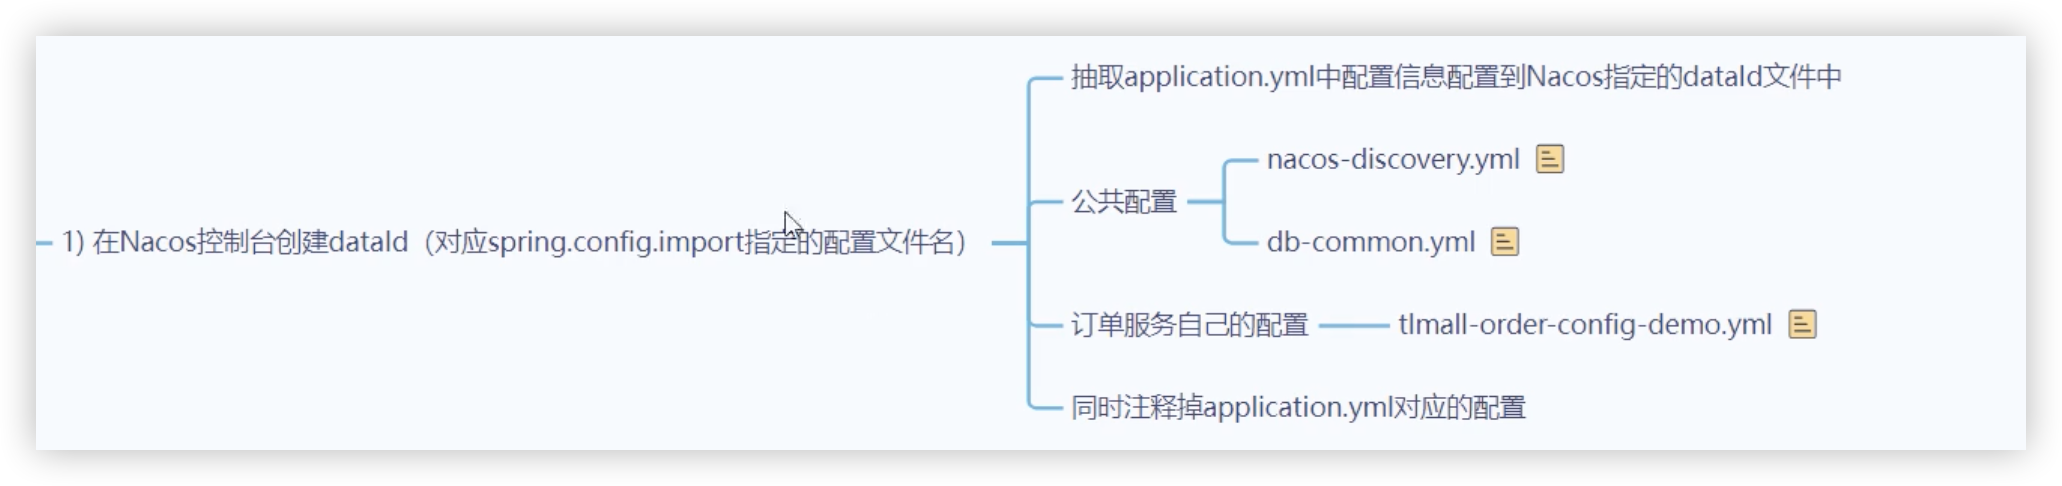 抽取application.yml中配置信息配置到Nacos指定的dataId文件中
nacos-discovery.yml
公共配置
1) 在Nacos控制台创建dataId（对应spring.config.import指定的配置文件名）
db-common.yml
订单服务自己的配置
tlmall-order-config-demo.yml
同时注释掉application.yml对应的配置